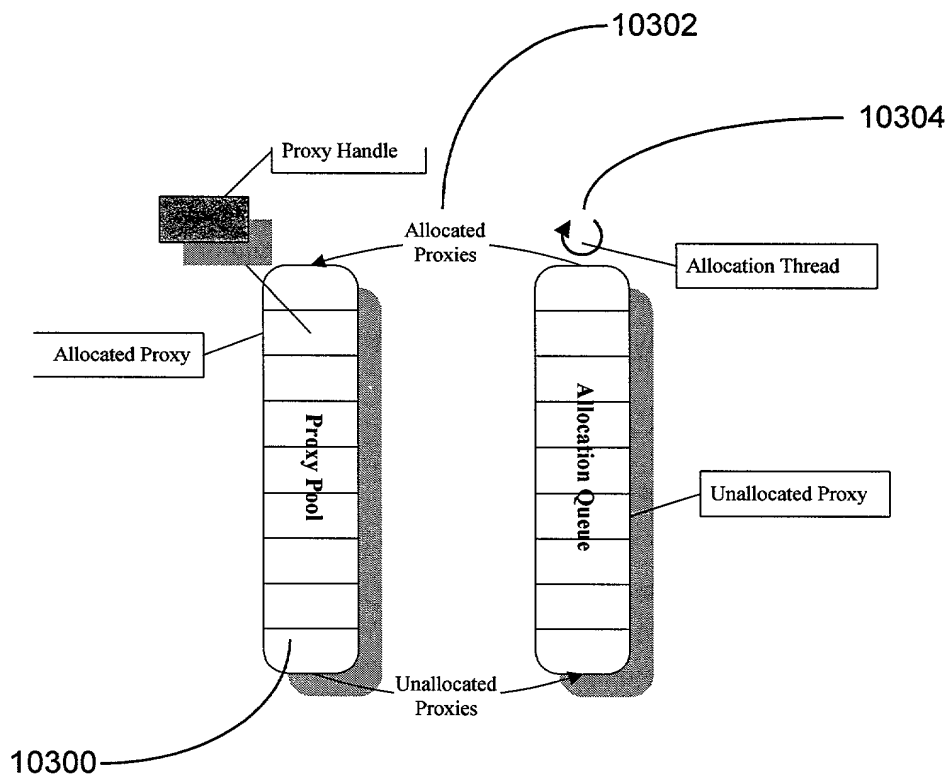 10302
10304
Proxy Handle
Allocated
Proxies
Allocation Thread
Allocated Proxy
Proxy Pool
Allocation Queue
Unallocated Proxy
Unallocated
Proxies
10300